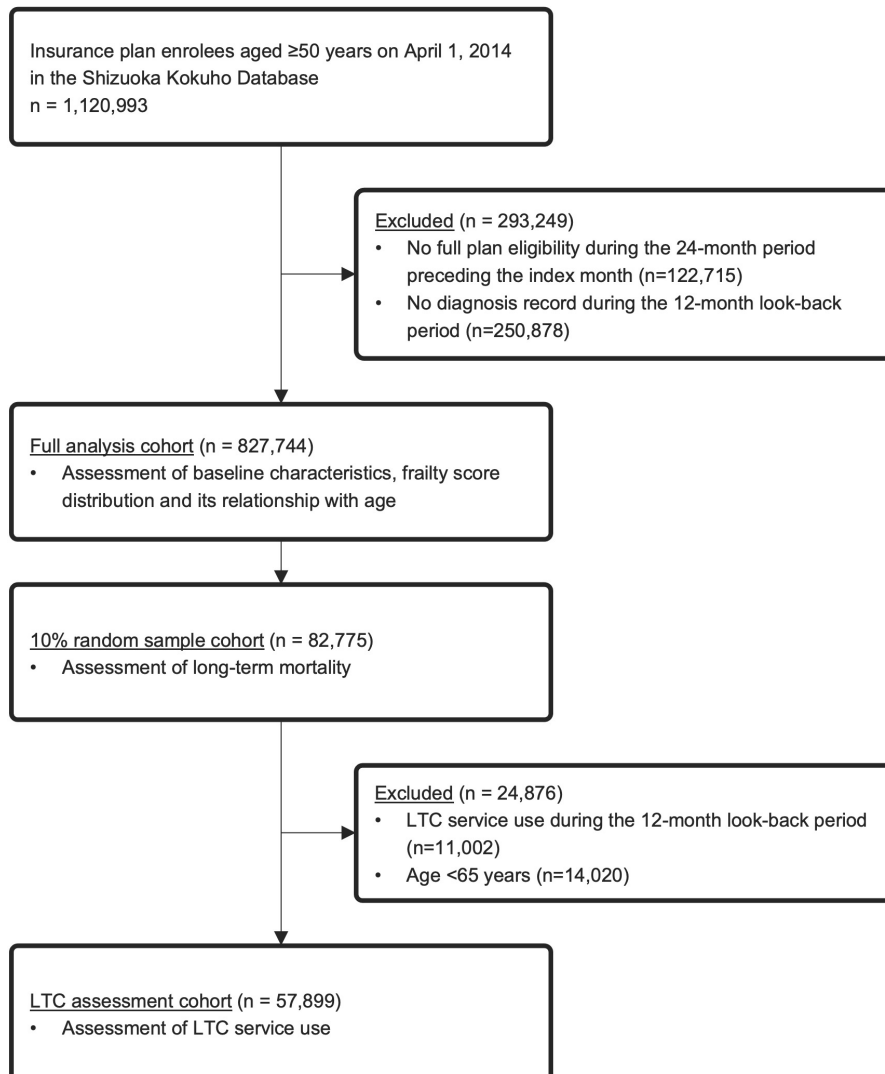 Insurance plan enrolees aged ≥50 years on April 1, 2014
in the Shizuoka Kokuho Database
n = 1,120,993
Excluded (n = 293,249)
• No full plan eligibility during the 24-month period
preceding the index month (n=122,715)
• No diagnosis record during the 12-month look-back
period (n=250,878)
Full analysis cohort (n = 827,744)
• Assessment of baseline characteristics, frailty score
distribution and its relationship with age
10% random sample cohort (n = 82,775)
• Assessment of long-term mortality
Excluded (n = 24,876)
• LTC service use during the 12-month look-back period
(n=11,002)
• Age <65 years (n=14,020)
LTC assessment cohort (n = 57,899)
• Assessment of LTC service use